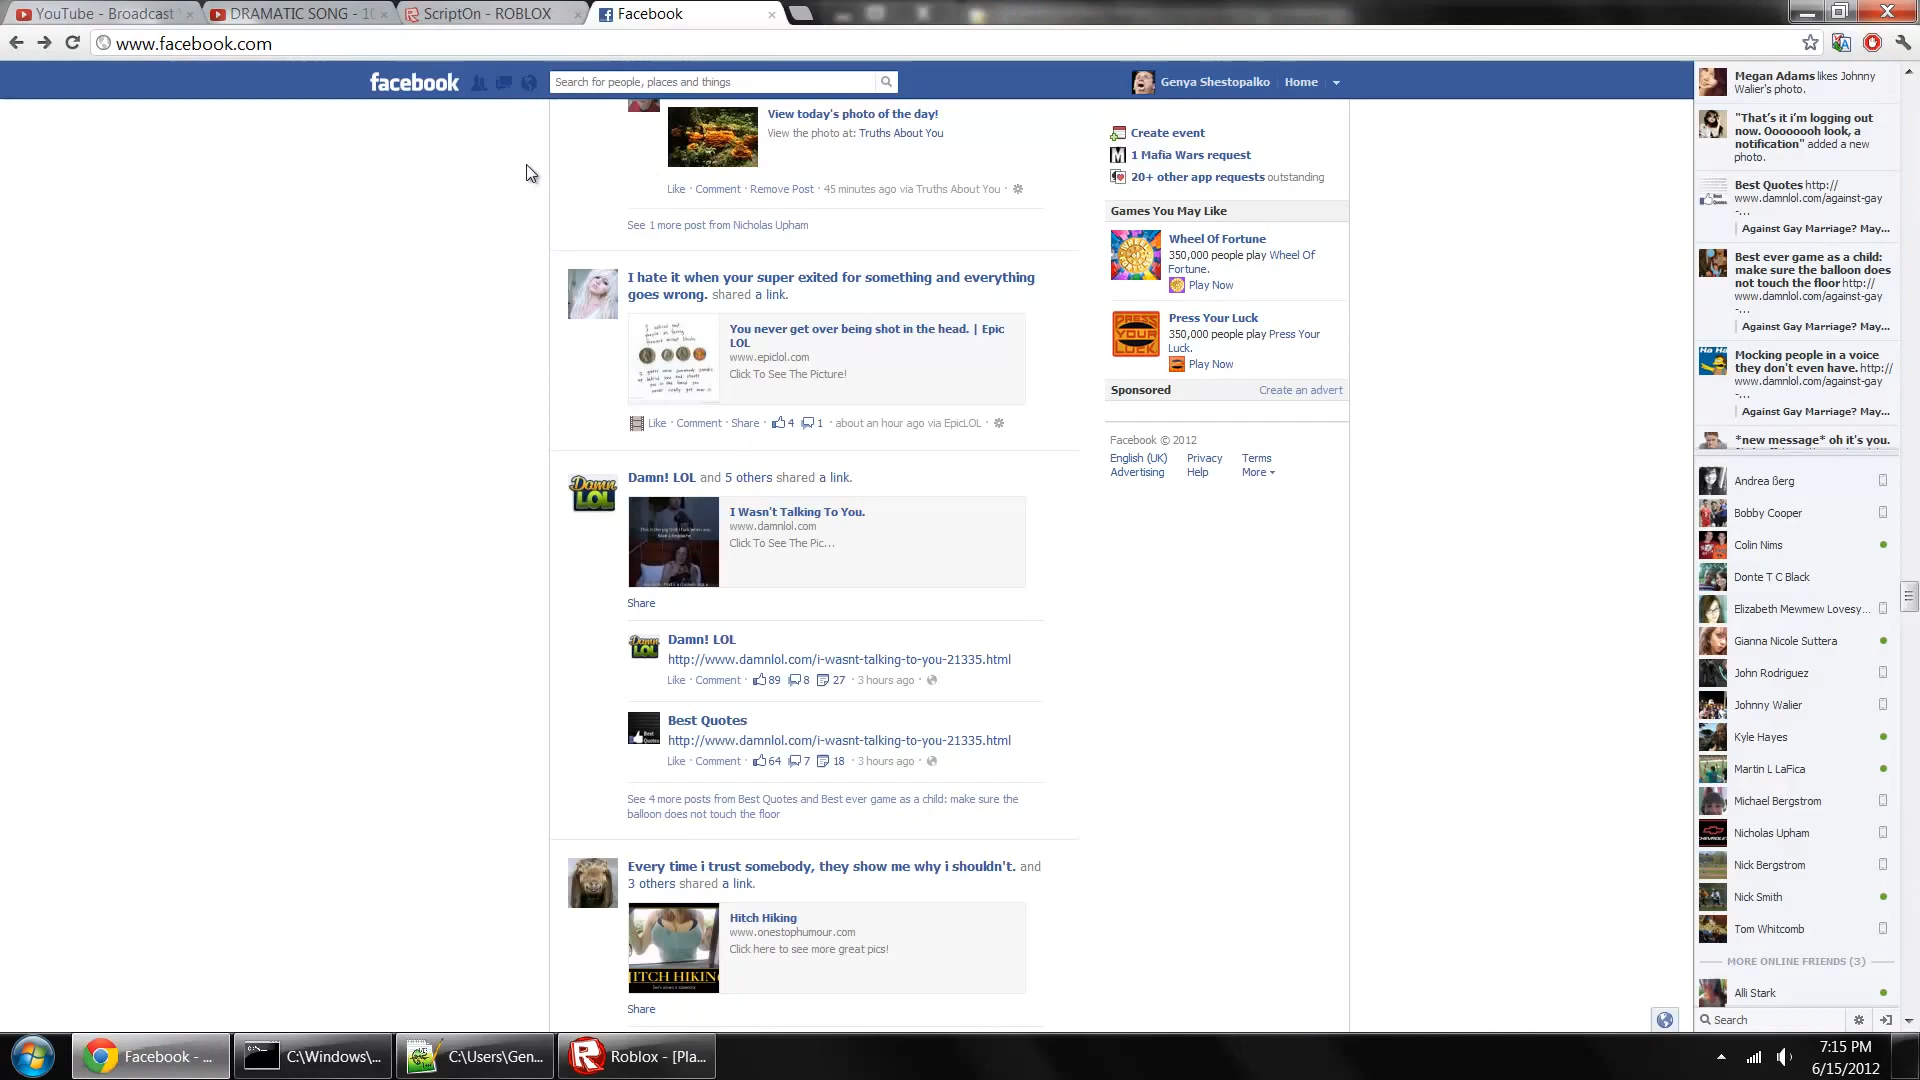 YouTube - Broadcast
DRAMATIC SONG - 10
ScriptOn - ROBLOX
Facebook
www.facebook.com
facebook
Search for people, places and things
Genya Shestopalko
Home
View today's photo of the day!
View the photo at: Truths About You
Like · Comment · Remove Post · 45 minutes ago via Truths About You ·
See 1 more post from Nicholas Upham
I hate it when your super exited for something and everything
goes wrong. shared a link.
You never get over being shot in the head. | Epic
LOL
www.epiclol.com
Click To See The Picture!
Like · Comment · Share · 4 1 · about an hour ago via EpicLOL ·
Damn! LOL and 5 others shared a link.
Damn
LOL
I Wasn't Talking To You.
www.damnlol.com
Click To See The Pic...
Share
Damn! LOL
http://www.damnlol.com/i-wasnt-talking-to-you-21335.html
Like · Comment · 89 8 27 · 3 hours ago ·
Best Quotes
http://www.damnlol.com/i-wasnt-talking-to-you-21335.html
Like · Comment · 64 7 18 · 3 hours ago ·
See 4 more posts from Best Quotes and Best ever game as a child: make sure the
balloon does not touch the floor
Every time i trust somebody, they show me why i shouldn't. and
3 others shared a link.
HITCH HIKING
Hitch Hiking
www.onestophumour.com
Click here to see more great pics!
Share
Create event
1 Mafia Wars request
20+ other app requests outstanding
Games You May Like
Wheel Of Fortune
350,000 people play Wheel Of
Fortune.
Play Now
PRESS
YOUR
LUCK
Press Your Luck
350,000 people play Press Your
Luck.
Play Now
Sponsored
Create an advert
Facebook © 2012
English (UK) Privacy Terms
Advertising Help More
Megan Adams likes Johnny
Walier's photo.
"That's it i'm logging out
now. Oooooooh look, a
notification" added a new
photo.
Best Quotes http://
www.damnlol.com/against-gay
-...
Against Gay Marriage? May...
Best ever game as a child:
make sure the balloon does
not touch the floor http://
www.damnlol.com/against-gay
-...
Against Gay Marriage? May...
Mocking people in a voice
they don't even have. http://
www.damnlol.com/against-gay
-...
Against Gay Marriage? May...
*new message* oh it's you.
Andrea ßerg
Bobby Cooper
Colin Nims
Donte T C Black
Elizabeth Mewmew Lovesy...
Gianna Nicole Suttera
John Rodriguez
Johnny Walier
Kyle Hayes
Martin L LaFica
Michael Bergstrom
Nicholas Upham
Nick Bergstrom
Nick Smith
Tom Whitcomb
MORE ONLINE FRIENDS (3)
Alli Stark
Search
Facebook - ...
C:\Windows\...
C:\Users\Gen...
Roblox - [Pla...
7:15 PM
6/15/2012